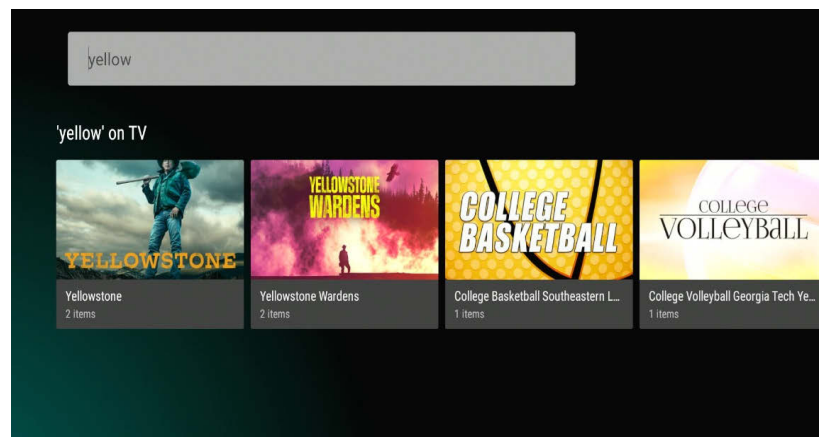 yellow
'yellow' on TV
YELLOWSTONE
YELLOWSTONE
WARDENS
COLLEGE
BASKETBALL
COLLEGE
VOLLEYBALL
Yellowstone
2 items
Yellowstone Wardens
2 items
College Basketball Southeastern L...
1 items
College Volleyball Georgia Tech Ye...
1 items